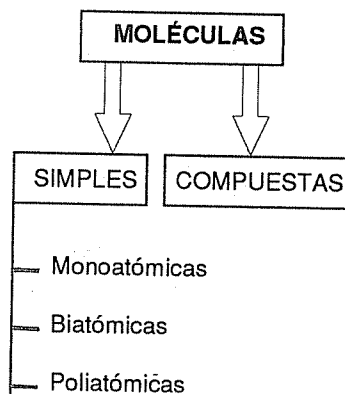 MOLÉCULAS
SIMPLES
COMPUESTAS
Monoatómicas
Biatómicas
Poliatómicas